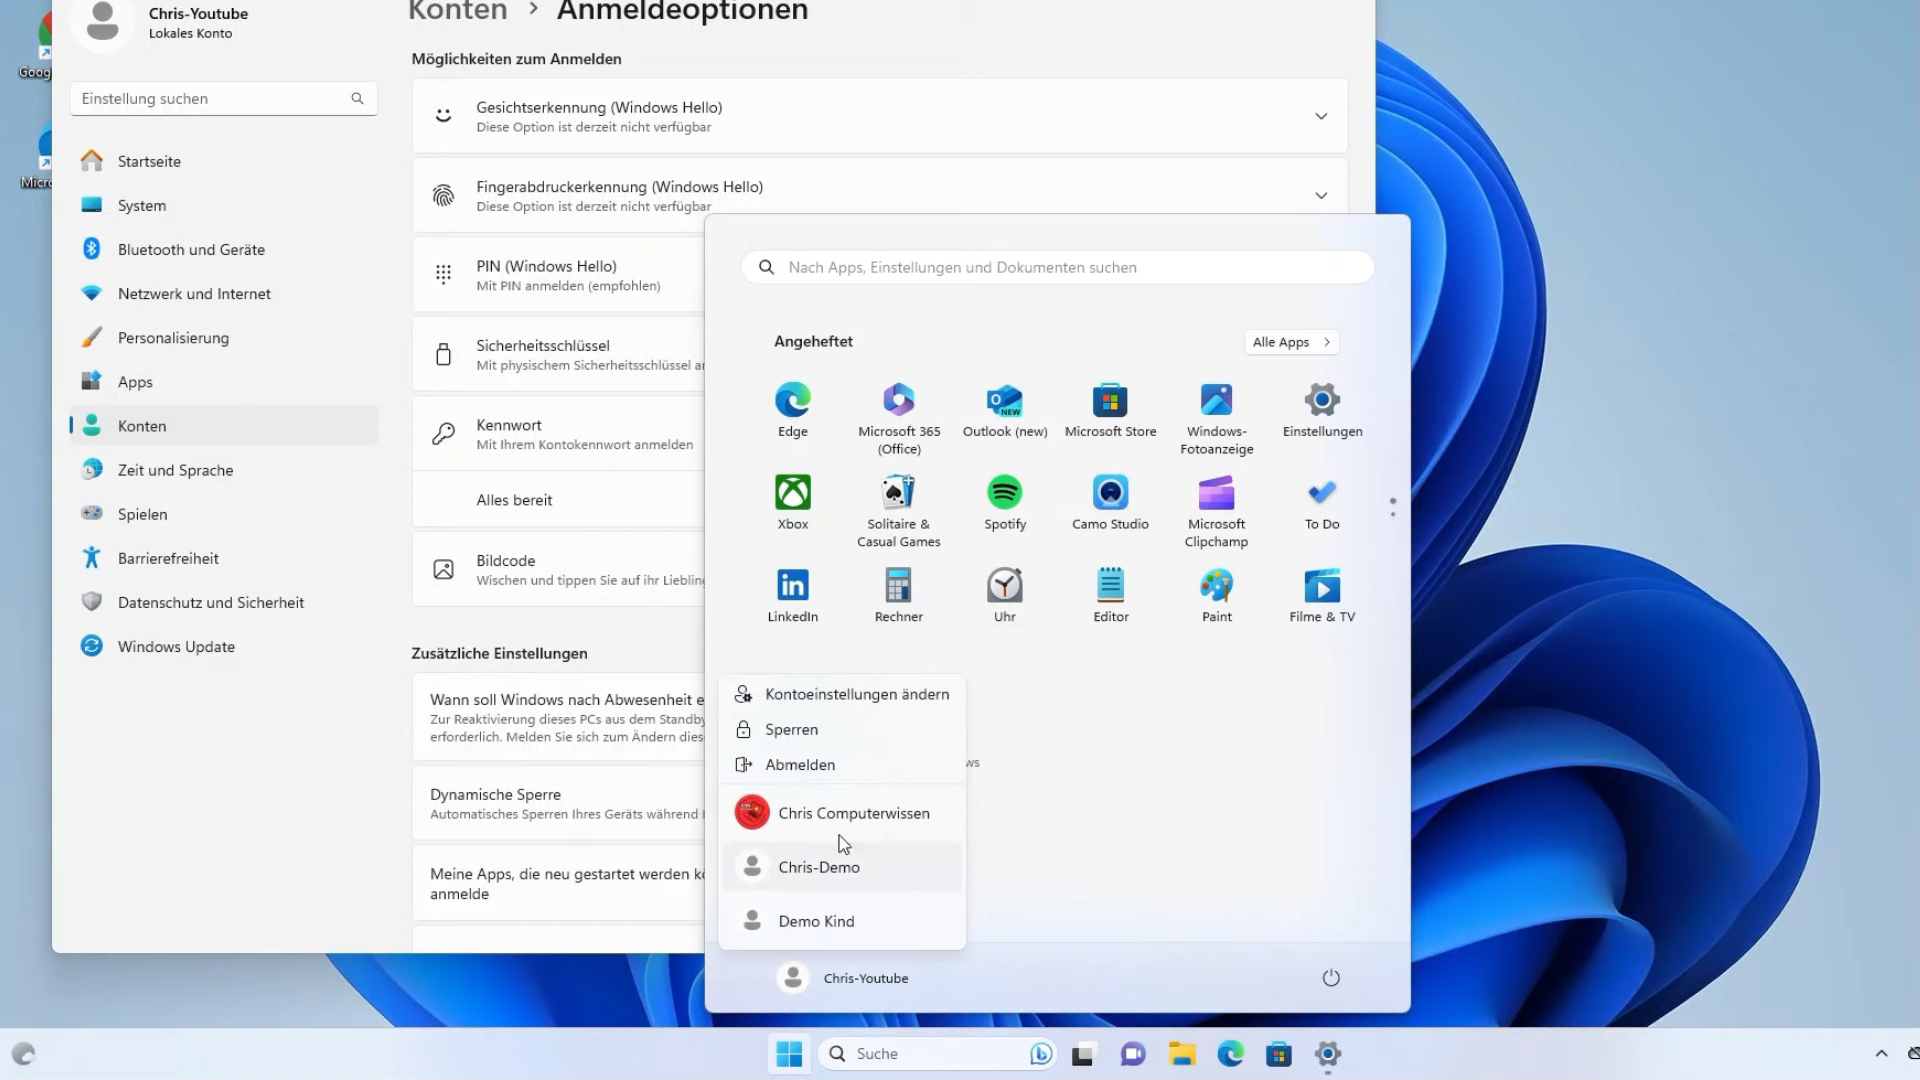 Chris-Youtube
Lokales Konto
Konten > Anmeldeoptionen
Einstellung suchen
Startseite
System
Bluetooth und Geräte
Netzwerk und Internet
Personalisierung
Apps
Konten
Zeit und Sprache
Spielen
Barrierefreiheit
Datenschutz und Sicherheit
Windows Update
Möglichkeiten zum Anmelden
Gesichtserkennung (Windows Hello)
Diese Option ist derzeit nicht verfügbar
Fingerabdruckerkennung (Windows Hello)
Diese Option ist derzeit nicht verfügbar
PIN (Windows Hello)
Mit PIN anmelden (empfohlen)
Sicherheitsschlüssel
Mit physischem Sicherheitsschlüssel
Kennwort
Mit Ihrem Kontokennwort anmelden
Alles bereit
Bildcode
Wischen und tippen Sie auf ihr
Zusätzliche Einstellungen
Wann soll Windows nach Abwesenheit
Zur Reaktivierung dieses PCs aus dem Standby
erforderlich. Melden Sie sich zum Ändern
Dynamische Sperre
Automatisches Sperren Ihres Geräts während
Meine Apps, die neu gestartet werden
anmelde
Nach Apps, Einstellungen und Dokumenten suchen
Angeheftet
Alle Apps >
Edge
Microsoft 365
(Office)
Outlook (new)
Microsoft Store
Windows-
Fotoanzeige
Einstellungen
Xbox
Solitaire &
Casual Games
Spotify
Camo Studio
Microsoft
Clipchamp
To Do
LinkedIn
Rechner
Uhr
Editor
Paint
Filme & TV
Kontoeinstellungen ändern
Sperren
Abmelden
Chris Computerwissen
Chris-Demo
Demo Kind
Chris-Youtube
Suche